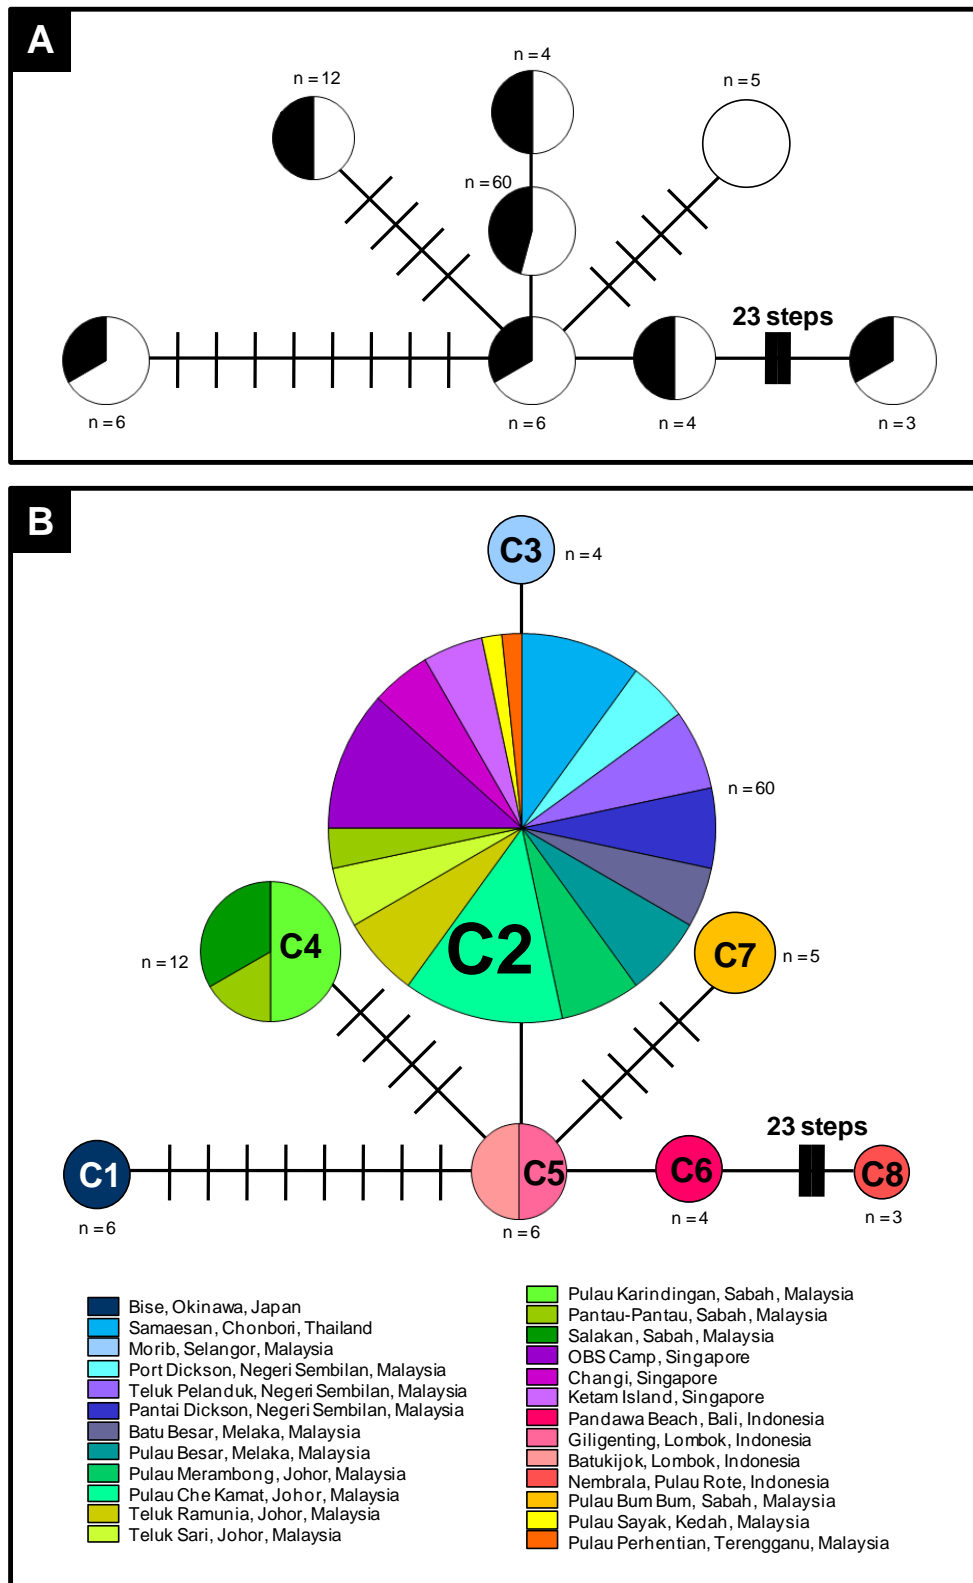 A
n = 12
n = 4
n = 5
n = 60
23 steps
n = 6
n = 6
n = 4
n = 3
B
C3
n = 4
n = 60
C2
C4
n = 12
C7
n = 5
23 steps
C1
C5
C6
C8
n = 6
n = 6
n = 4
n = 3
Bise, Okinawa, Japan
Samaesan, Chonbori, Thailand
Morib, Selangor, Malaysia
Port Dickson, Negeri Sembilan, Malaysia
Teluk Pelanduk, Negeri Sembilan, Malaysia
Pantai Dickson, Negeri Sembilan, Malaysia
Batu Besar, Melaka, Malaysia
Pulau Besar, Melaka, Malaysia
Pulau Merambong, Johor, Malaysia
Pulau Che Kamat, Johor, Malaysia
Teluk Ramunia, Johor, Malaysia
Teluk Sari, Johor, Malaysia
Pulau Karindingan, Sabah, Malaysia
Pantau-Pantau, Sabah, Malaysia
Salakan, Sabah, Malaysia
OBS Camp, Singapore
Changi, Singapore
Ketam Island, Singapore
Pandawa Beach, Bali, Indonesia
Giligenting, Lombok, Indonesia
Batukijok, Lombok, Indonesia
Nembrala, Pulau Rote, Indonesia
Pulau Bum Bum, Sabah, Malaysia
Pulau Sayak, Kedah, Malaysia
Pulau Perhentian, Terengganu, Malaysia